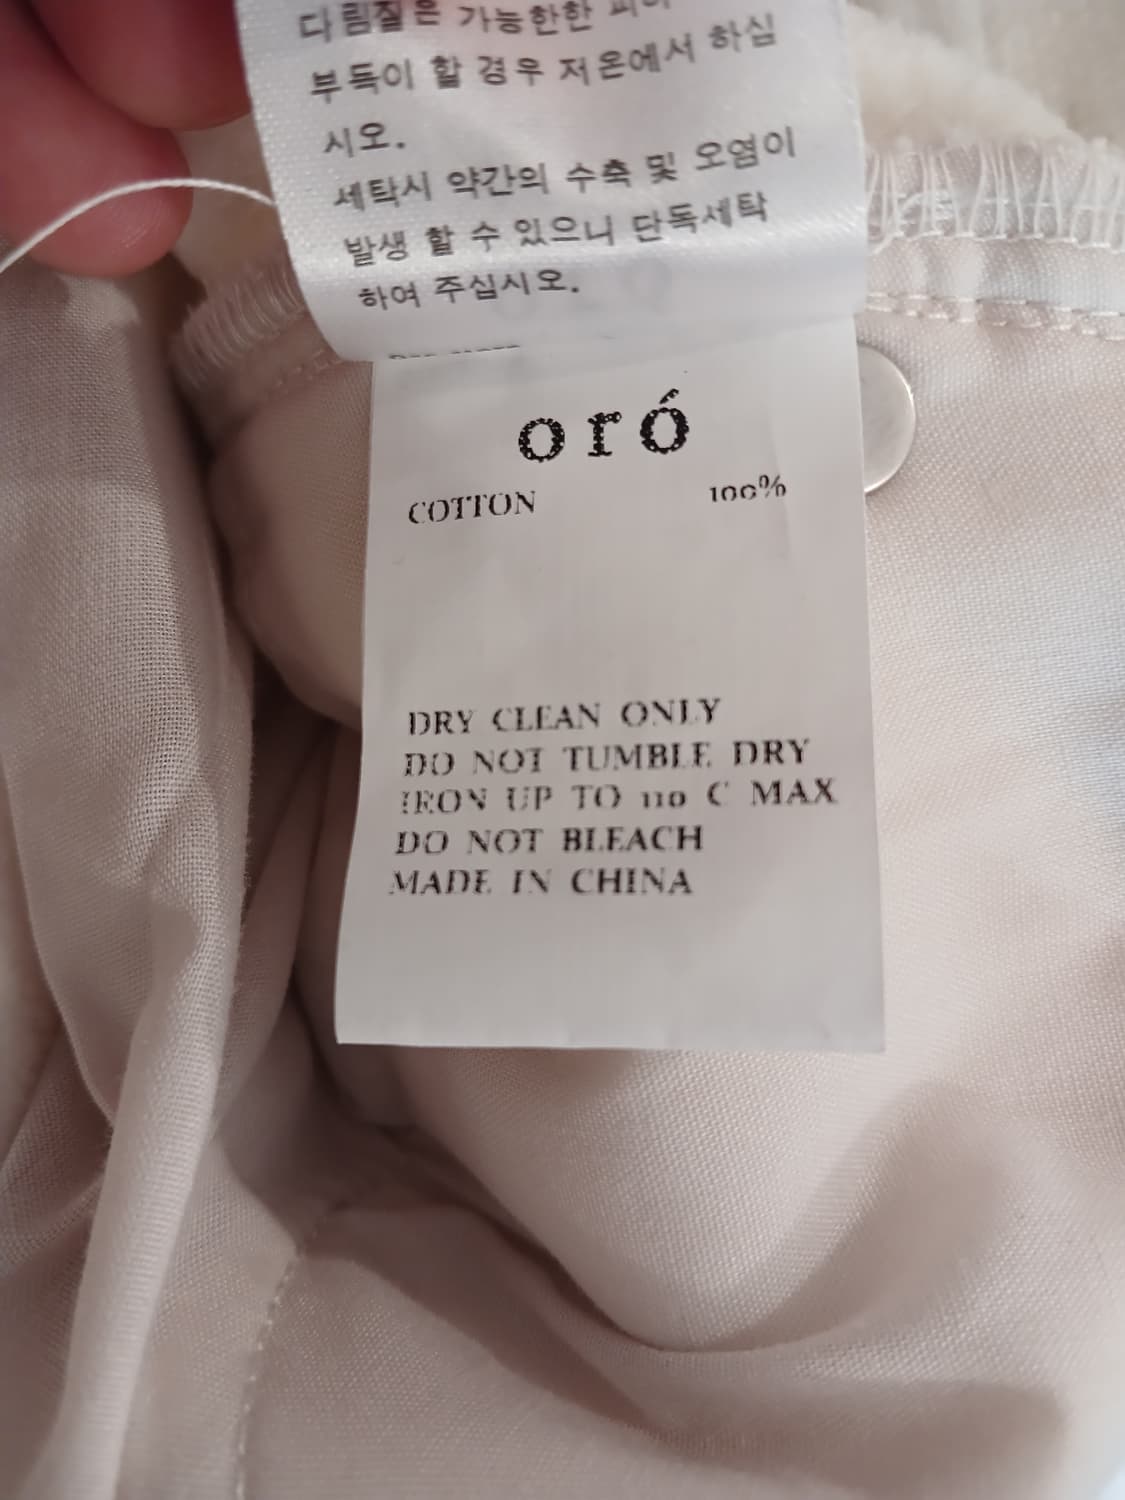 다림질은 가능한한
부득이 할 경우 저온에서 하십
시오.
세탁시 약간의 수축 및 오염이
발생 할 수 있으니 단독세탁
하여 주십시오.
oró
COTTON 100%
DRY CLEAN ONLY
DO NOT TUMBLE DRY
IRON UP TO 110 C MAX
DO NOT BLEACH
MADE IN CHINA